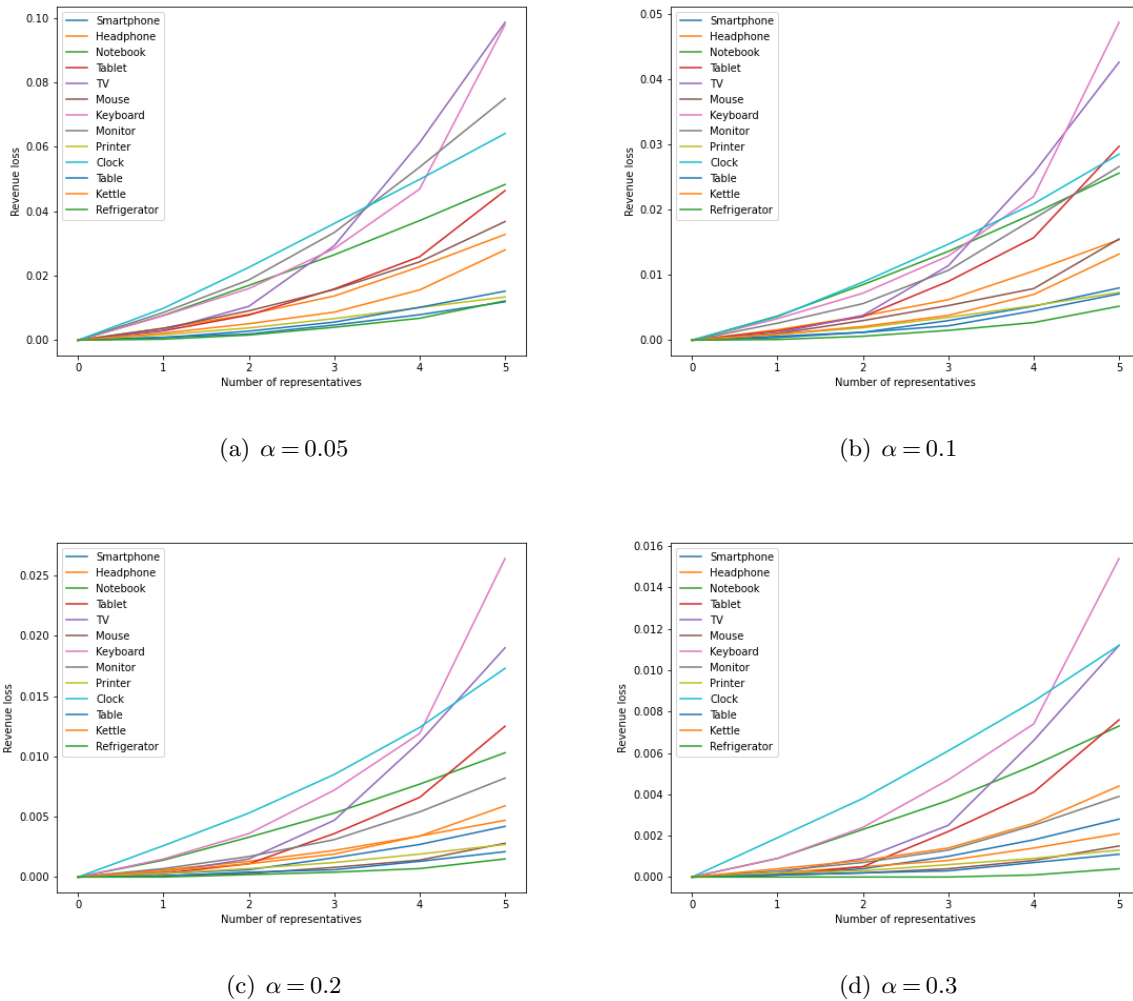 0.10
0.08
0.06
0.04
0.02
0.00
Revenue loss
Smartphone
Headphone
Notebook
Tablet
TV
Mouse
Keyboard
Monitor
Printer
Clock
Table
Kettle
Refrigerator
0 1 2 3 4 5
Number of representatives
(a) α = 0.05
0.05
0.04
0.03
0.02
0.01
0.00
Revenue loss
Smartphone
Headphone
Notebook
Tablet
TV
Mouse
Keyboard
Monitor
Printer
Clock
Table
Kettle
Refrigerator
0 1 2 3 4 5
Number of representatives
(b) α = 0.1
0.025
0.020
0.015
0.010
0.005
0.000
Revenue loss
Smartphone
Headphone
Notebook
Tablet
TV
Mouse
Keyboard
Monitor
Printer
Clock
Table
Kettle
Refrigerator
0 1 2 3 4 5
Number of representatives
(c) α = 0.2
0.016
0.014
0.012
0.010
0.008
0.006
0.004
0.002
0.000
Revenue loss
Smartphone
Headphone
Notebook
Tablet
TV
Mouse
Keyboard
Monitor
Printer
Clock
Table
Kettle
Refrigerator
0 1 2 3 4 5
Number of representatives
(d) α = 0.3